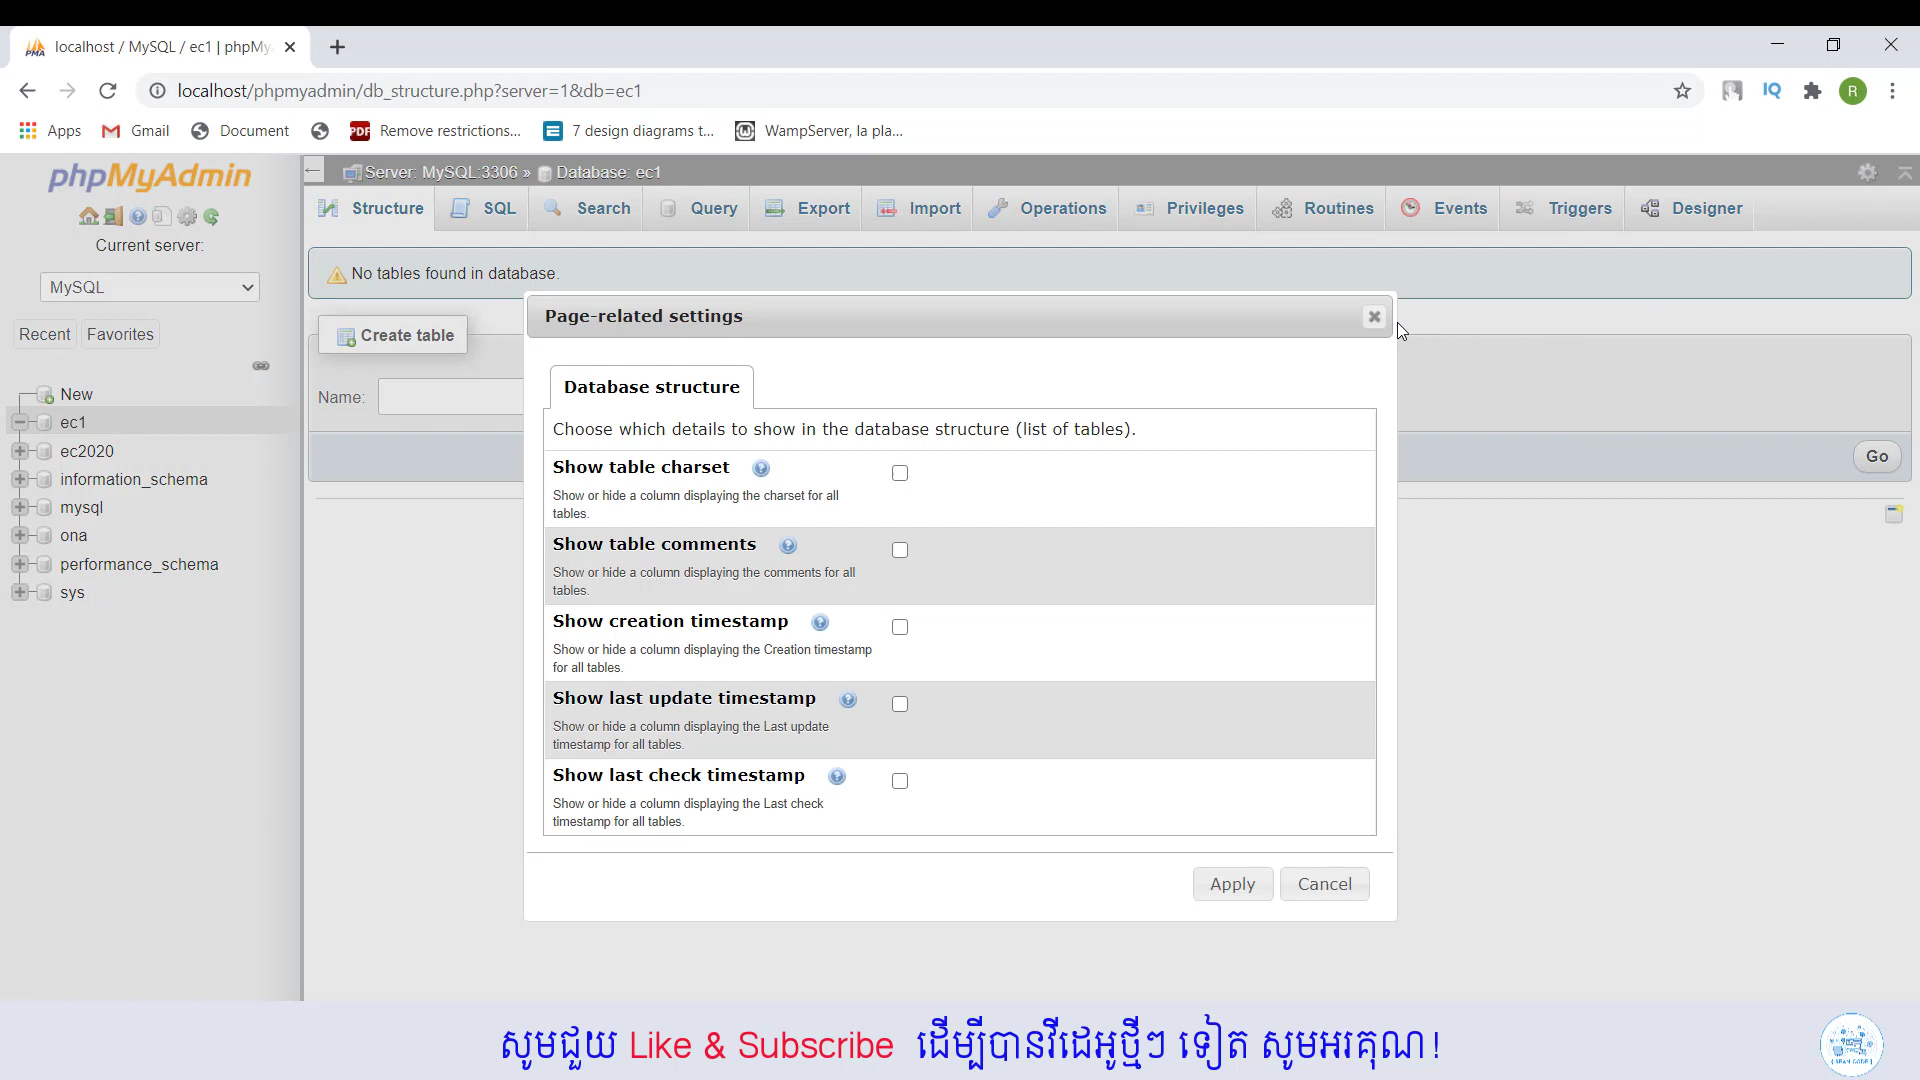 localhost / MySQL / ec1 | phpMy
localhost/phpmyadmin/db_structure.php?server=1&db=ec1
IQ
R
Apps
Gmail
Document
PDF
Remove restrictions...
7 design diagrams t...
WampServer, la pla...
phpMyAdmin
Server: MySQL:3306 » Database: ec1
Structure SQL Search Query Export Import Operations Privileges Routines Events Triggers Designer
Current server:
MySQL
Recent Favorites
New
ec1
ec2020
information_schema
mysql
ona
performance_schema
sys
No tables found in database.
Create table
Name:
Go
Page-related settings
Database structure
Choose which details to show in the database structure (list of tables).
Show table charset
Show or hide a column displaying the charset for all
tables.
Show table comments
Show or hide a column displaying the comments for all
tables.
Show creation timestamp
Show or hide a column displaying the Creation timestamp
for all tables.
Show last update timestamp
Show or hide a column displaying the Last update
timestamp for all tables.
Show last check timestamp
Show or hide a column displaying the Last check
timestamp for all tables.
Apply Cancel
សូមជួយ Like & Subscribe ដើម្បីបានវីដេអូថ្មីៗ ទៀត សូមអរគុណ!